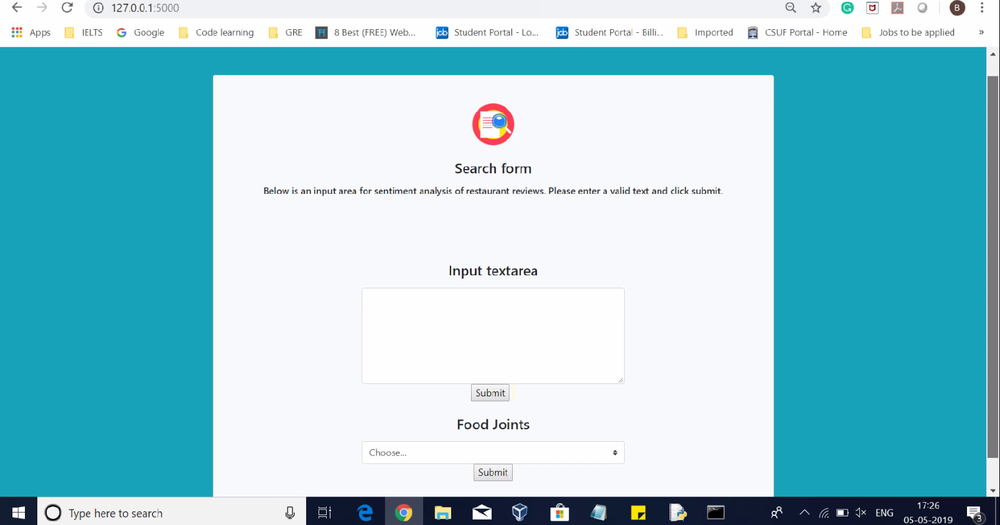 127.0.0.1:5000
G
B
Apps IELTS Google Code learning GRE 8 Best (FREE) Web... jcb Student Portal - Lo... jcb Student Portal - Billi... Imported CSUF Portal - Home Jobs to be applied »
Search form
Below is an input area for sentiment analysis of restaurant reviews. Please enter a valid text and click submit.
Input textarea
Submit
Food Joints
Choose...
Submit
Type here to search
ENG
17:26
05-05-2019
3